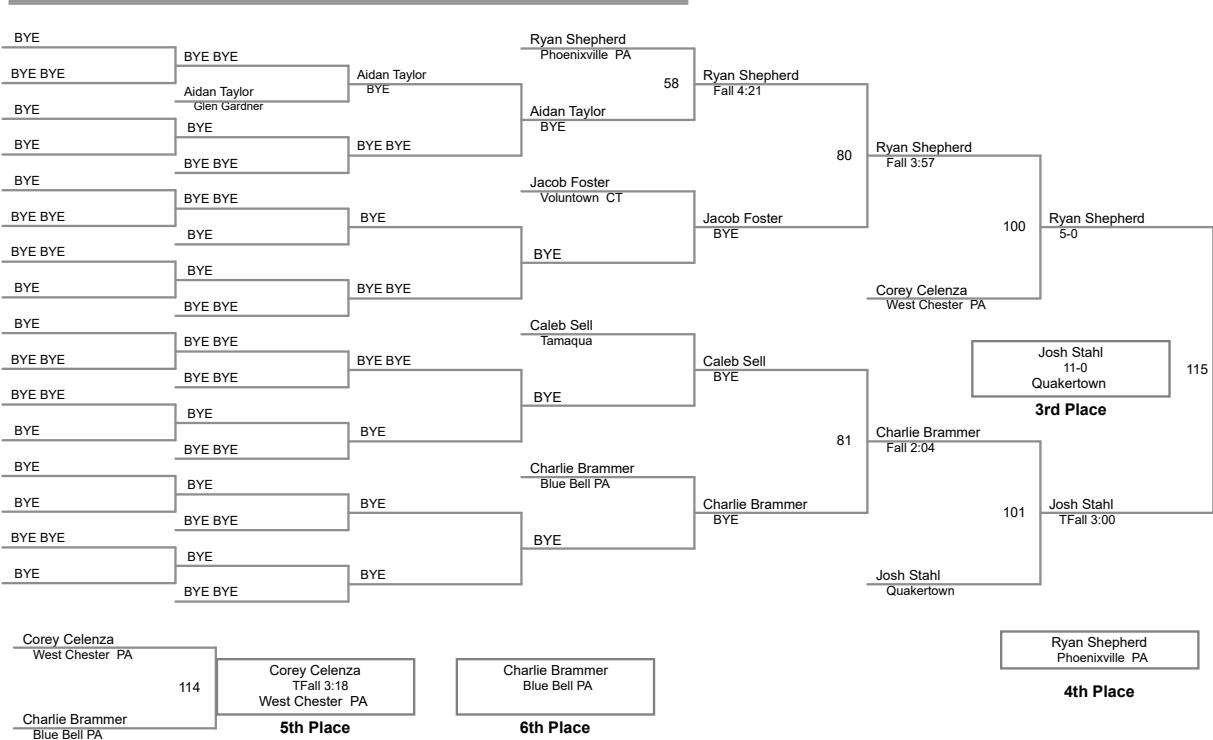 BYE
BYE BYE
BYE
BYE
BYE
BYE BYE
BYE BYE
BYE
BYE
BYE BYE
BYE BYE
BYE
BYE
BYE
BYE BYE
BYE
BYE BYE
Aidan Taylor
Glen Gardner
BYE
BYE BYE
BYE BYE
BYE
BYE
BYE BYE
BYE BYE
BYE BYE
BYE
BYE BYE
BYE
BYE BYE
BYE
BYE BYE
Aidan Taylor
BYE
BYE BYE
BYE
BYE BYE
BYE BYE
BYE
BYE
BYE
Ryan Shepherd
Phoenixville PA
58
Aidan Taylor
BYE
Jacob Foster
Voluntown CT
BYE
Caleb Sell
Tamaqua
BYE
Charlie Brammer
Blue Bell PA
BYE
Ryan Shepherd
Fall 4:21
80
Jacob Foster
BYE
Caleb Sell
BYE
81
Charlie Brammer
BYE
Ryan Shepherd
Fall 3:57
100
Corey Celenza
West Chester PA
Charlie Brammer
Fall 2:04
101
Josh Stahl
Quakertown
Ryan Shepherd
5-0
115
Josh Stahl
TFall 3:00
Josh Stahl
11-0
Quakertown
3rd Place
Corey Celenza
West Chester PA
114
Charlie Brammer
Blue Bell PA
Corey Celenza
TFall 3:18
West Chester PA
5th Place
Charlie Brammer
Blue Bell PA
6th Place
Ryan Shepherd
Phoenixville PA
4th Place